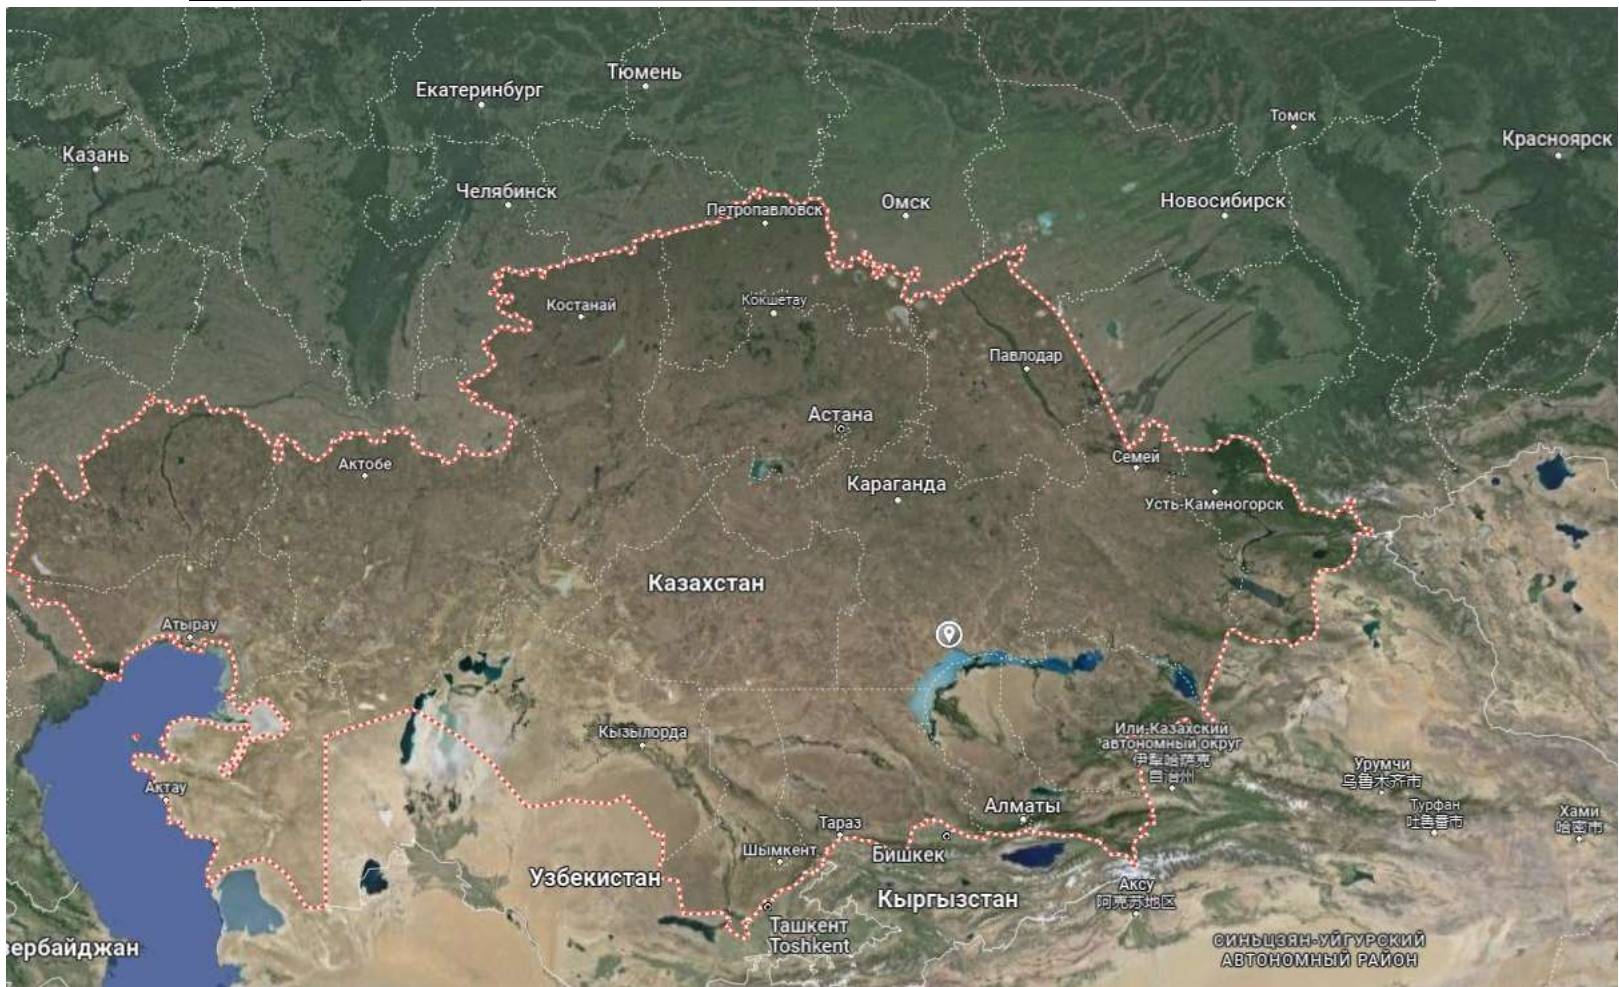 Тюмень
Екатеринбург
Томск
Красноярск
Казань
Челябинск
Новосибирск
Омск
Петропавловск
Костанай
Кокшетау
Павлодар
Астана
Актобе
Семей
Караганда
Усть-Каменогорск
Казахстан
Атырау
Кызылорда
Или-Казахский
автономный округ
伊犁哈萨克
自治州
Урумчи
乌鲁木齐市
Актау
Алматы
Турфан
吐鲁番市
Хами
哈密市
Тараз
Шымкент
Бишкек
Узбекистан
Кыргызстан
Аксу
阿克苏地区
Ташкент
Toshkent
зербайджан
СИНЬЦЗЯН-УЙГУРСКИЙ
АВТОНОМНЫЙ РАЙОН